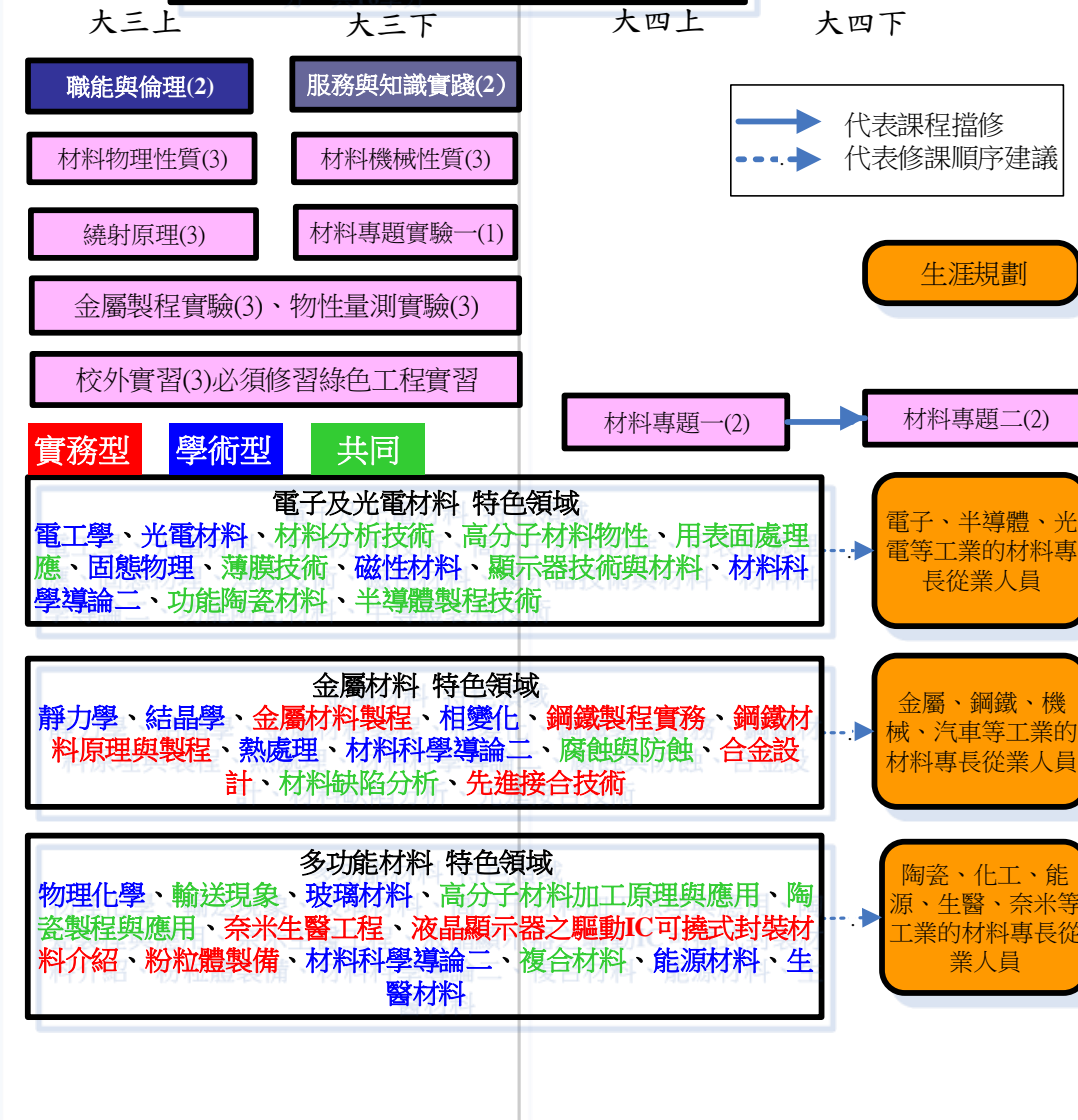 大三上
大三下
大四上
大四下
職能與倫理(2)
服務與知識實踐(2)
代表課程擋修
代表修課順序建議
材料物理性質(3)
材料機械性質(3)
繞射原理(3)
材料專題實驗一(1)
生涯規劃
金屬製程實驗(3)、物性量測實驗(3)
校外實習(3)必須修習綠色工程實習
材料專題一(2)
材料專題二(2)
實務型
學術型
共同
電子及光電材料 特色領域
電工學、光電材料、材料分析技術、高分子材料物性、用表面處理
應、固態物理、薄膜技術、磁性材料、顯示器技術與材料、材料科
學導論二、功能陶瓷材料、半導體製程技術
電子、半導體、光
電等工業的材料專
長從業人員
金屬材料 特色領域
靜力學、結晶學、金屬材料製程、相變化、鋼鐵製程實務、鋼鐵材
料原理與製程、熱處理、材料科學導論二、腐蝕與防蝕、合金設
計、材料缺陷分析、先進接合技術
金屬、鋼鐵、機
械、汽車等工業的
材料專長從業人員
多功能材料 特色領域
物理化學、輸送現象、玻璃材料、高分子材料加工原理與應用、陶
瓷製程與應用、奈米生醫工程、液晶顯示器之驅動IC可撓式封裝材
料介紹、粉粒體製備、材料科學導論二、複合材料、能源材料、生
醫材料
陶瓷、化工、能
源、生醫、奈米等
工業的材料專長從
業人員